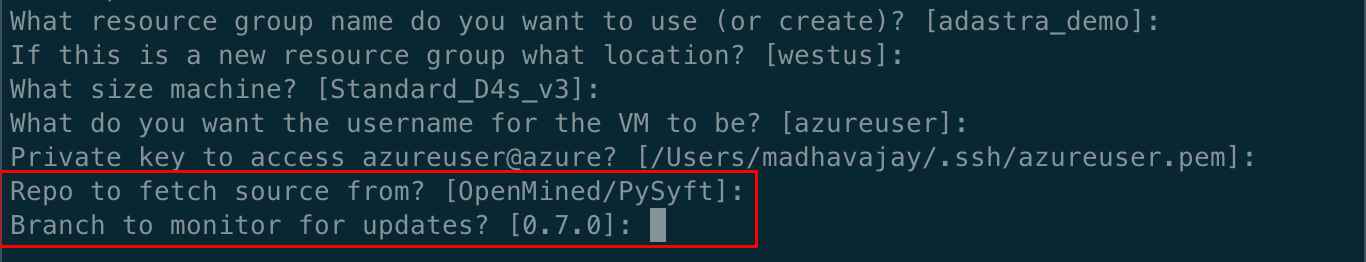 What resource group name do you want to use (or create)? [adastra_demo]:
If this is a new resource group what location? [westus]:
What size machine? [Standard_D4s_v3]:
What do you want the username for the VM to be? [azureuser]:
Private key to access azureuser@azure? [/Users/madhavajay/.ssh/azureuser.pem]:
Repo to fetch source from? [OpenMined/PySyft]:
Branch to monitor for updates? [0.7.0]: